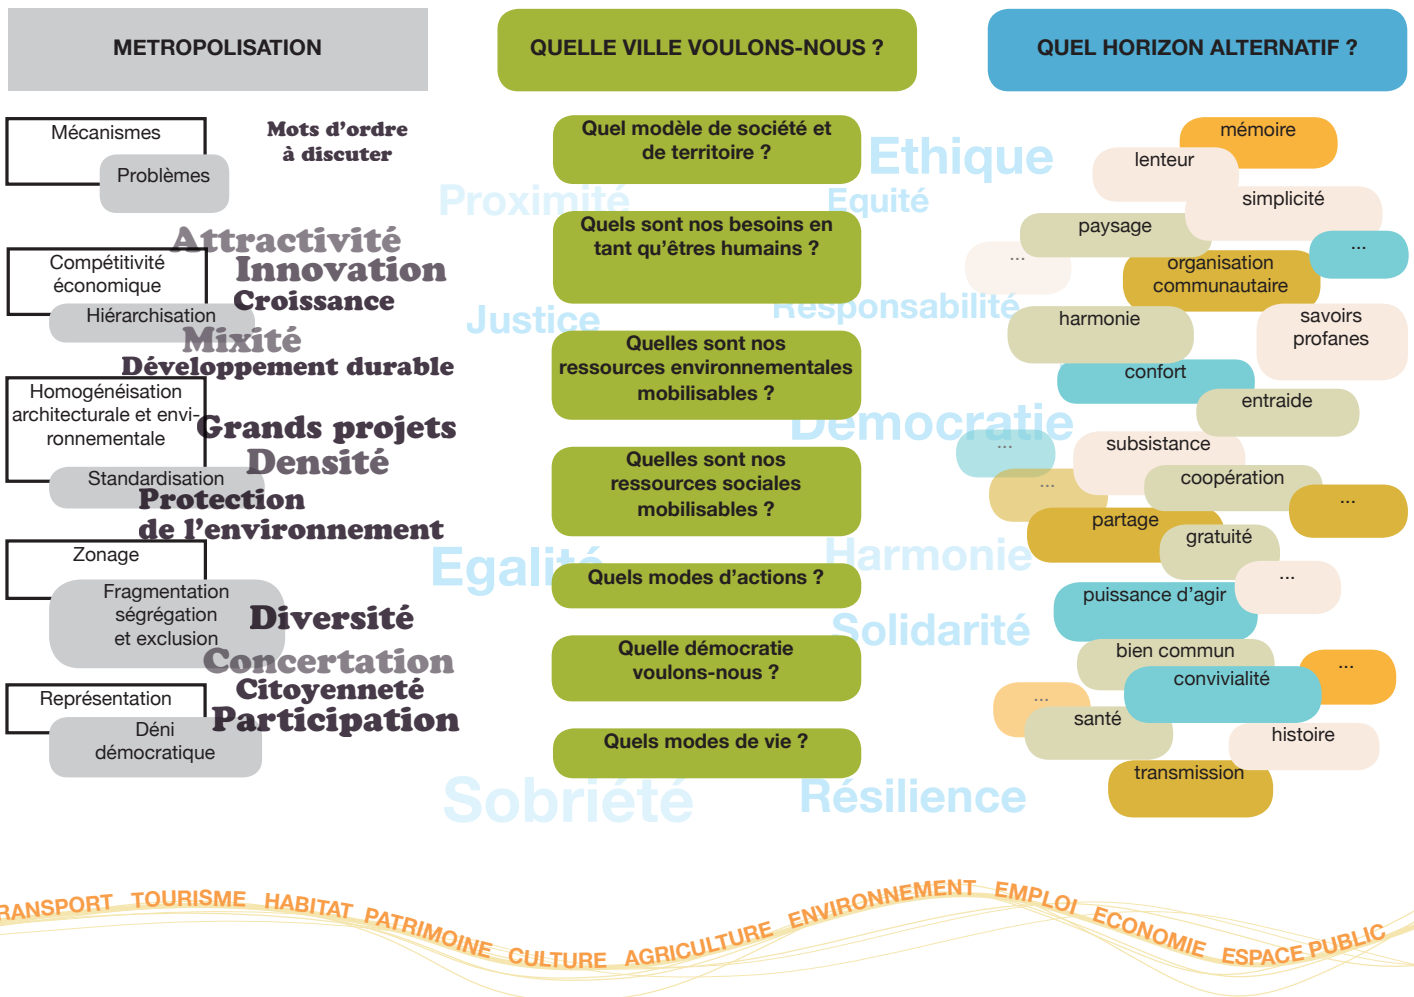 METROPOLISATION
Mécanismes
Problèmes
Mots d'ordre
à discuter
Attractivité
Innovation
Croissance
Compétitivité
économique
Hiérarchisation
Mixité
Développement durable
Homogénéisation
architecturale et envi-
ronnementale
Grands projets
Densité
Standardisation
Protection
de l'environnement
Zonage
Fragmentation
ségrégation
et exclusion
Diversité
Concertation
Citoyenneté
Participation
Représentation
Déni
démocratique
QUELLE VILLE VOULONS-NOUS ?
Quel modèle de société et
de territoire ?
Quels sont nos besoins en
tant qu'êtres humains ?
Quelles sont nos
ressources environnementales
mobilisables ?
Quelles sont nos
ressources sociales
mobilisables ?
Quels modes d'actions ?
Quelle démocratie
voulons-nous ?
Quels modes de vie ?
Ethique
Proximité
Equité
Justice
Responsabilité
Démocratie
Egalité
Harmonie
Solidarité
Sobriété
Résilience
QUEL HORIZON ALTERNATIF ?
mémoire
lenteur
simplicité
paysage
...
...
organisation
communautaire
harmonie
savoirs
profanes
confort
entraide
...
subsistance
coopération
...
...
partage
gratuité
...
puissance d'agir
bien commun
...
convivialité
...
santé
histoire
transmission
RANSPORT TOURISME HABITAT PATRIMOINE CULTURE AGRICULTURE ENVIRONNEMENT EMPLOI ECONOMIE ESPACE PUBLIC